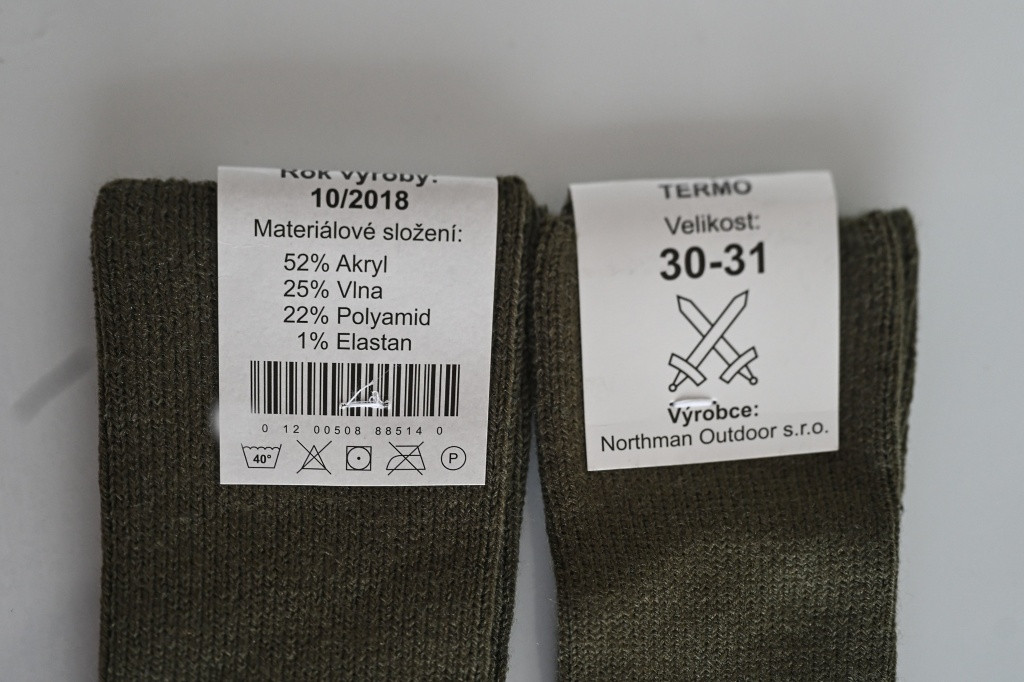 Rok výroby:
10/2018
Materiálové složení:
52% Akryl
25% Vlna
22% Polyamid
1% Elastan
0 12 00508 88514 0
40°
P
TERMO
Velikost:
30-31
Výrobce:
Northman Outdoor s.r.o.